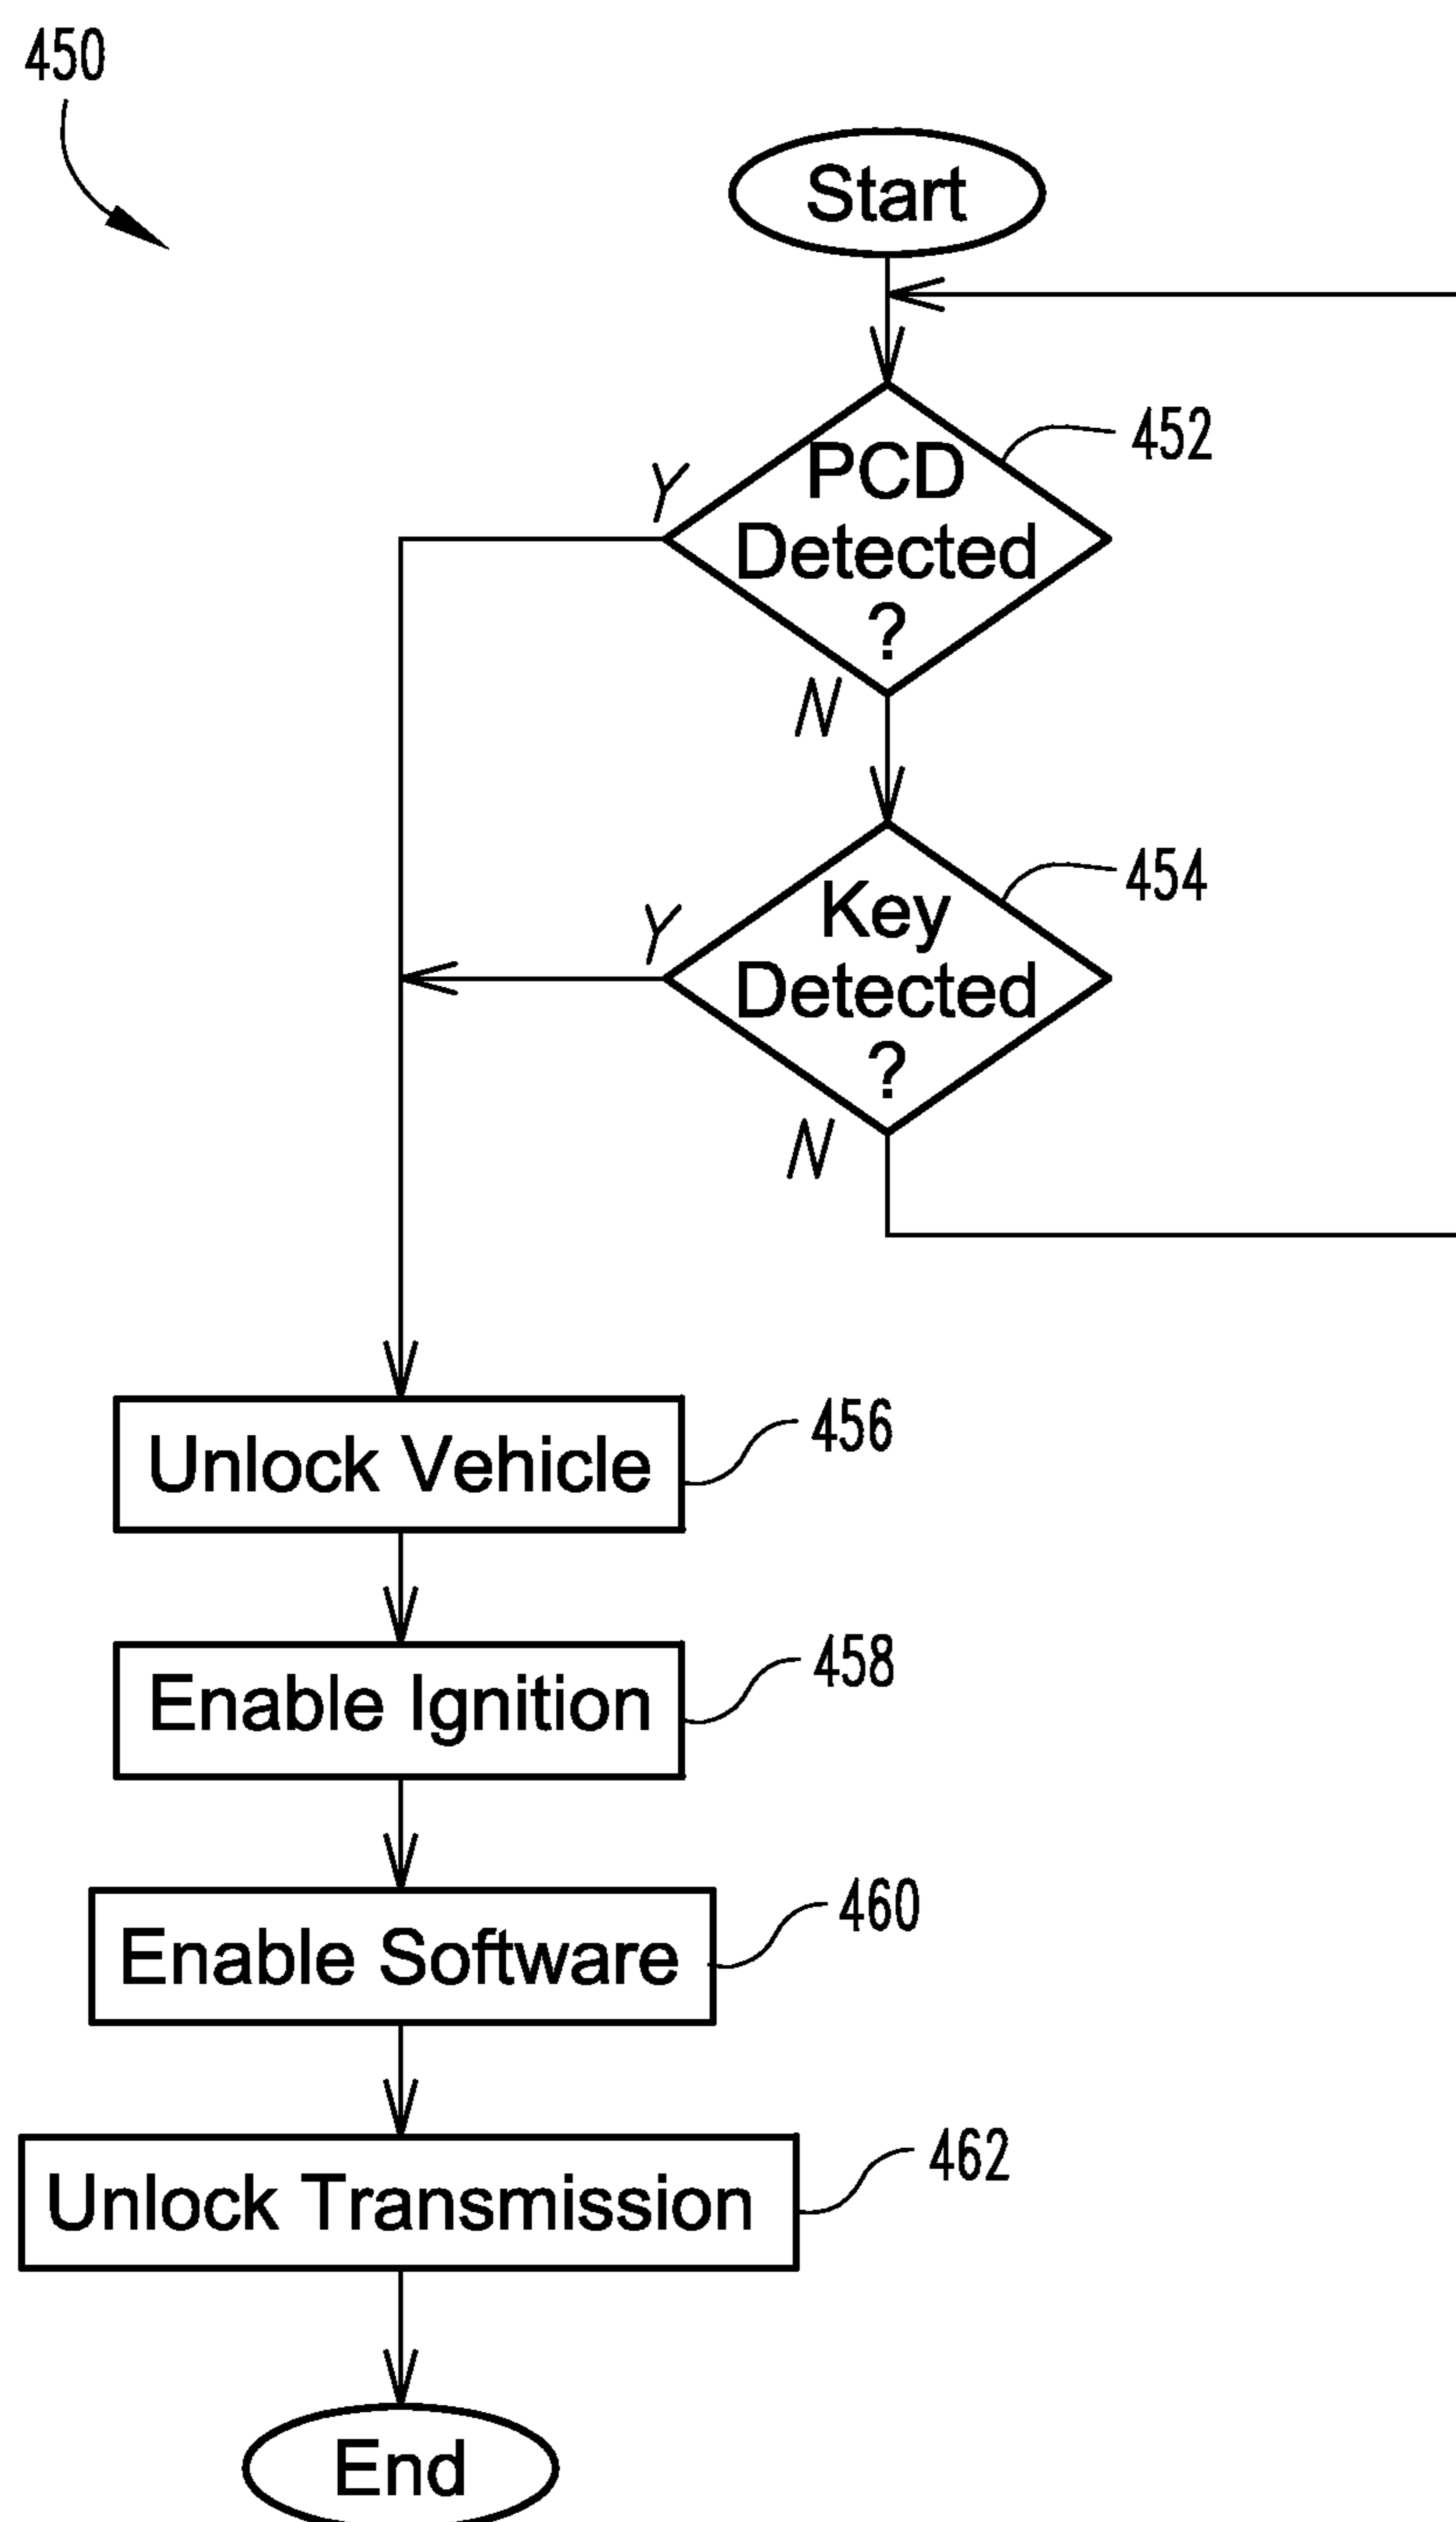 450
Start
PCD
Detected
?
452
Y
N
Key
Detected
?
454
Y
N
Unlock Vehicle
456
Enable Ignition
458
Enable Software
460
Unlock Transmission
462
End